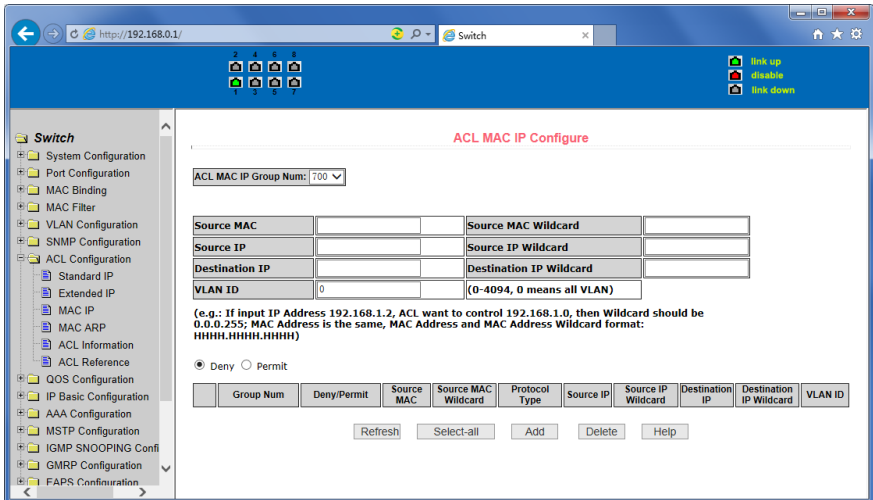 http://192.168.0.1/
Switch
2 4 6 8
1 3 5 7
link up
disable
link down
Switch
System Configuration
Port Configuration
MAC Binding
MAC Filter
VLAN Configuration
SNMP Configuration
ACL Configuration
Standard IP
Extended IP
MAC IP
MAC ARP
ACL Information
ACL Reference
QOS Configuration
IP Basic Configuration
AAA Configuration
MSTP Configuration
IGMP SNOOPING Confi
GMRP Configuration
EAPS Configuration
ACL MAC IP Configure
ACL MAC IP Group Num: 700
Source MAC Source MAC Wildcard
Source IP Source IP Wildcard
Destination IP Destination IP Wildcard
VLAN ID 0 (0-4094, 0 means all VLAN)
(e.g.: If input IP Address 192.168.1.2, ACL want to control 192.168.1.0, then Wildcard should be
0.0.0.255; MAC Address is the same, MAC Address and MAC Address Wildcard format:
HHHH.HHHH.HHHH)
Deny Permit
Group Num Deny/Permit Source MAC Source MAC Wildcard Protocol Type Source IP Source IP Wildcard Destination IP Destination IP Wildcard VLAN ID
Refresh Select-all Add Delete Help